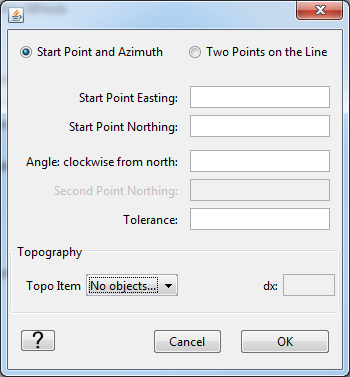 Start Point and Azimuth Two Points on the Line
Start Point Easting:
Start Point Northing:
Angle: clockwise from north:
Second Point Northing:
Tolerance:
Topography
Topo Item No objects... dx:
? Cancel OK